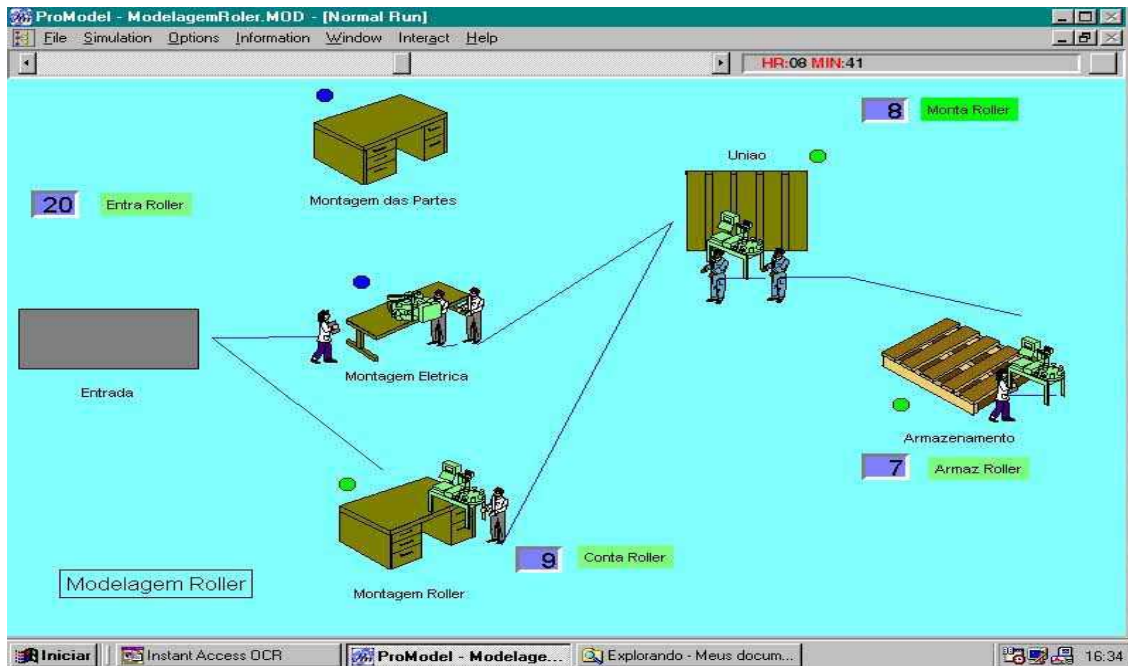 ProModel - ModelagemRoler.MOD - [Normal Run]
File Simulation Options Information Window Interact Help
HR:08 MIN:41
8 Monta Roller
Uniao
Montagem das Partes
20 Entra Roller
Montagem Eletrica
Entrada
Armazenamento
7 Armaz Roller
9 Conta Roller
Modelagem Roller
Montagem Roller
Iniciar Instant Access OCR ProModel - Modelage... Explorando - Meus docum... 16:34